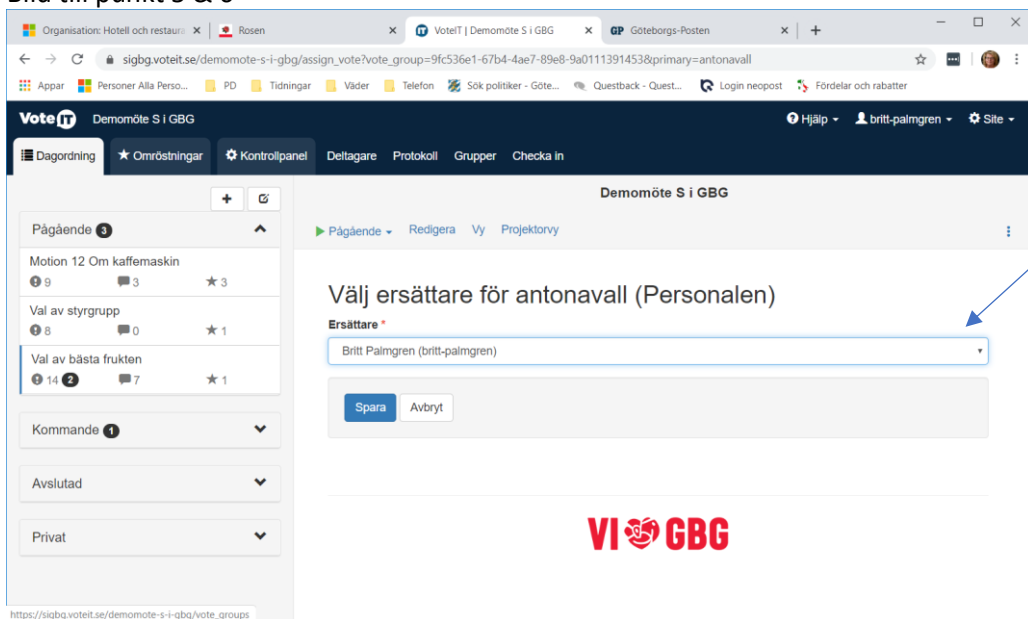 Organisation: Hotell och restaura
Rosen
VoteIT | Demomöte S i GBG
GP Göteborgs-Posten
sigbg.voteit.se/demomote-s-i-gbg/assign_vote?vote_group=9fc536e1-67b4-4ae7-89e8-9a0111391453&primary=antonavall
Appar Personer Alla Perso... PD Tidningar Väder Telefon Sök politiker - Göte... Questback - Quest... Login neopost Fördelar och rabatter
VoteIT Demomöte S i GBG Hjälp britt-palmgren Site
Dagordning Omröstningar Kontrollpanel Deltagare Protokoll Grupper Checka in
Demomöte S i GBG
Pågående 3
Pågående Redigera Vy Projektorvy
Motion 12 Om kaffemaskin
9 3 3
Val av styrgrupp
8 0 1
Val av bästa frukten
14 2 7 1
Kommande 1
Avslutad
Privat
Välj ersättare för antonavall (Personalen)
Ersättare *
Britt Palmgren (britt-palmgren)
Spara Avbryt
VI GBG
https://sigbg.voteit.se/demomote-s-i-gbg/vote_groups